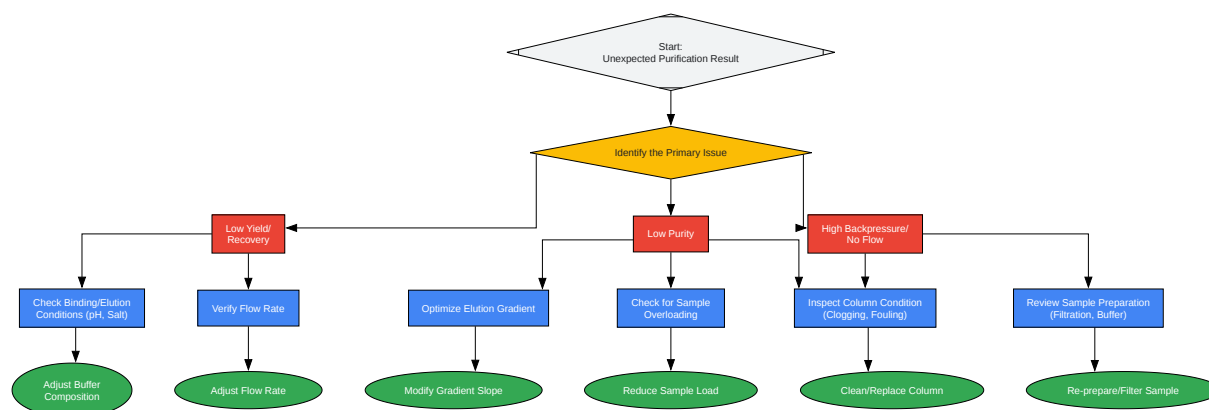 Start:
Unexpected Purification Result
Identify the Primary Issue
Low Yield/
Recovery
Low Purity
High Backpressure/
No Flow
Check Binding/Elution
Conditions (pH, Salt)
Verify Flow Rate
Optimize Elution Gradient
Check for Sample
Overloading
Inspect Column Condition
(Clogging, Fouling)
Review Sample Preparation
(Filtration, Buffer)
Adjust Buffer
Composition
Adjust Flow Rate
Modify Gradient Slope
Reduce Sample Load
Clean/Replace Column
Re-prepare/Filter Sample